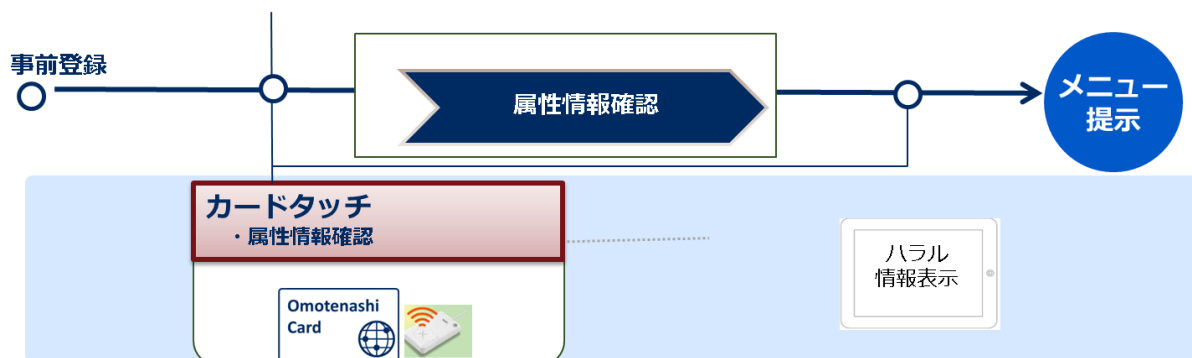 事前登録
属性情報確認
メニュー
提示
カードタッチ
・属性情報確認
Omotenashi
Card
ハラル
情報表示